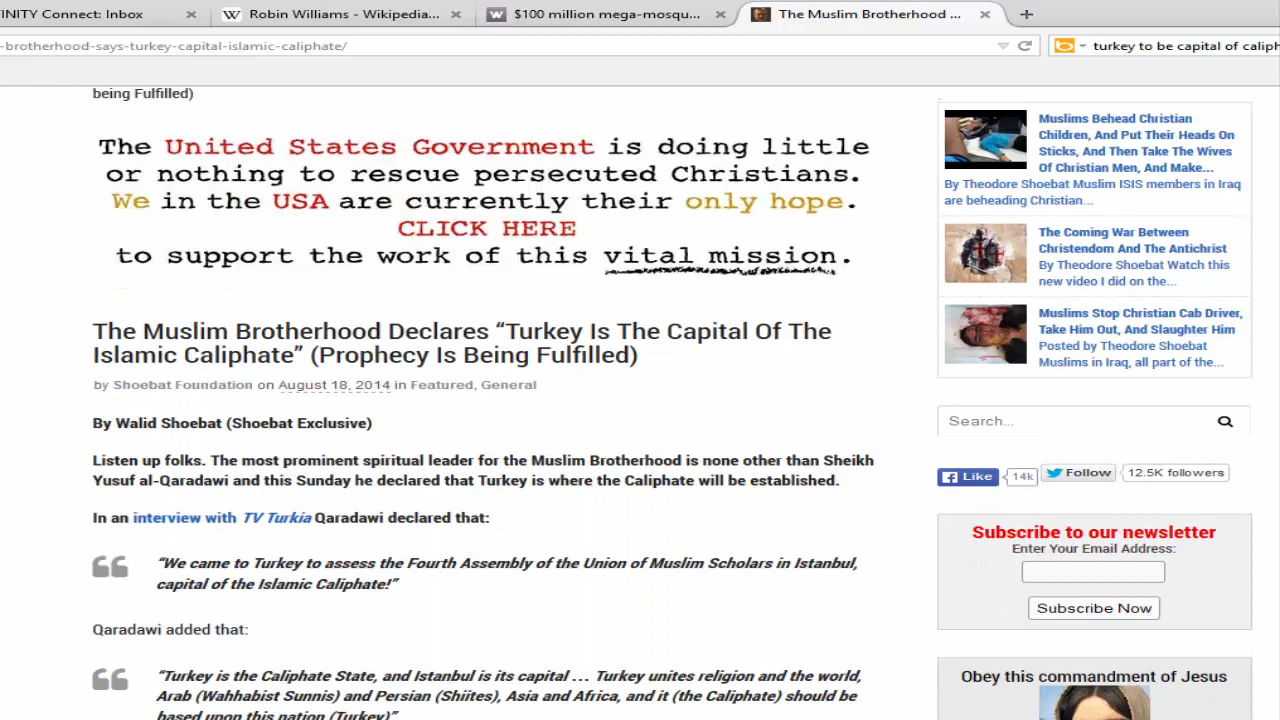 FINITY Connect: Inbox
Robin Williams - Wikipedia...
$100 million mega-mosqu...
The Muslim Brotherhood ...
-brotherhood-says-turkey-capital-islamic-caliphate/
turkey to be capital of caliph
being Fulfilled)
The United States Government is doing little
or nothing to rescue persecuted Christians.
We in the USA are currently their only hope.
CLICK HERE
to support the work of this vital mission.
The Muslim Brotherhood Declares “Turkey Is The Capital Of The
Islamic Caliphate” (Prophecy Is Being Fulfilled)
by Shoebat Foundation on August 18, 2014 in Featured, General
By Walid Shoebat (Shoebat Exclusive)
Listen up folks. The most prominent spiritual leader for the Muslim Brotherhood is none other than Sheikh
Yusuf al-Qaradawi and this Sunday he declared that Turkey is where the Caliphate will be established.
In an interview with TV Turkia Qaradawi declared that:
“We came to Turkey to assess the Fourth Assembly of the Union of Muslim Scholars in Istanbul,
capital of the Islamic Caliphate!”
Qaradawi added that:
“Turkey is the Caliphate State, and Istanbul is its capital … Turkey unites religion and the world,
Arab (Wahhabist Sunnis) and Persian (Shiites), Asia and Africa, and it (the Caliphate) should be
based upon this nation (Turkey)”
Muslims Behead Christian
Children, And Put Their Heads On
Sticks, And Then Take The Wives
Of Christian Men, And Make...
By Theodore Shoebat Muslim ISIS members in Iraq
are beheading Christian...
The Coming War Between
Christendom And The Antichrist
By Theodore Shoebat Watch this
new video I did on the...
Muslims Stop Christian Cab Driver,
Take Him Out, And Slaughter Him
Posted by Theodore Shoebat
Muslims in Iraq, all part of the...
Search...
Like
14k
Follow
12.5K followers
Subscribe to our newsletter
Enter Your Email Address:
Subscribe Now
Obey this commandment of Jesus